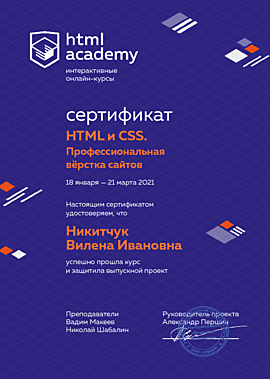 html
academy
интерактивные
онлайн-курсы
сертификат
HTML и CSS.
Профессиональная
вёрстка сайтов
18 января — 21 марта 2021
Настоящим сертификатом
удостоверяем, что
Никитчук
Вилена Ивановна
успешно прошла курс
и защитила выпускной проект
Преподаватели
Вадим Макеев
Николай Шабалин
Руководитель проекта
Александр Першин